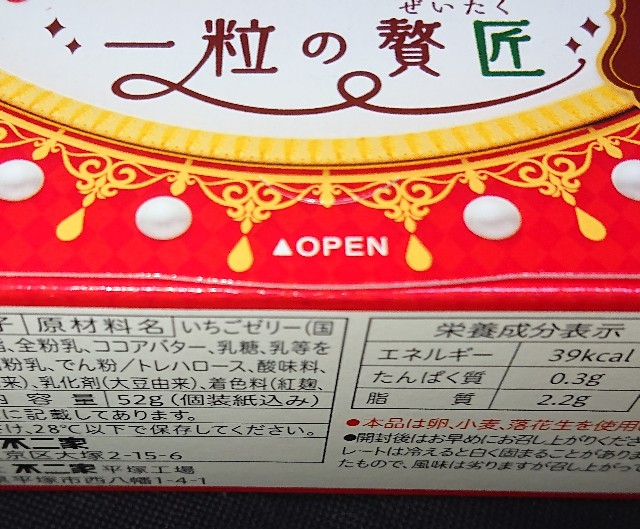 ぜいたく
一粒の贅匠
▲OPEN
子 原材料名 いちごゼリー(国
、全粉乳、ココアバター、乳糖、乳等を
粉乳、でん粉/トレハロース、酸味料、
来)、乳化剤(大豆由来)、着色料(紅麹、
内容量 52g(個装紙込み)
に記載してあります。
け、28℃以下で保存してください。
不二家
京区大塚2-15-6
不二家 平塚工場
平塚市西八幡1-4-1
栄養成分表示
エネルギー 39kcal
たんぱく質 0.3g
脂質 2.2g
●本品は卵、小麦、落花生を使用
●開封後はお早めにお召し上がりくださ
レートは冷えると白く固まることがありま
たもので、風味は劣りますが召し上がって